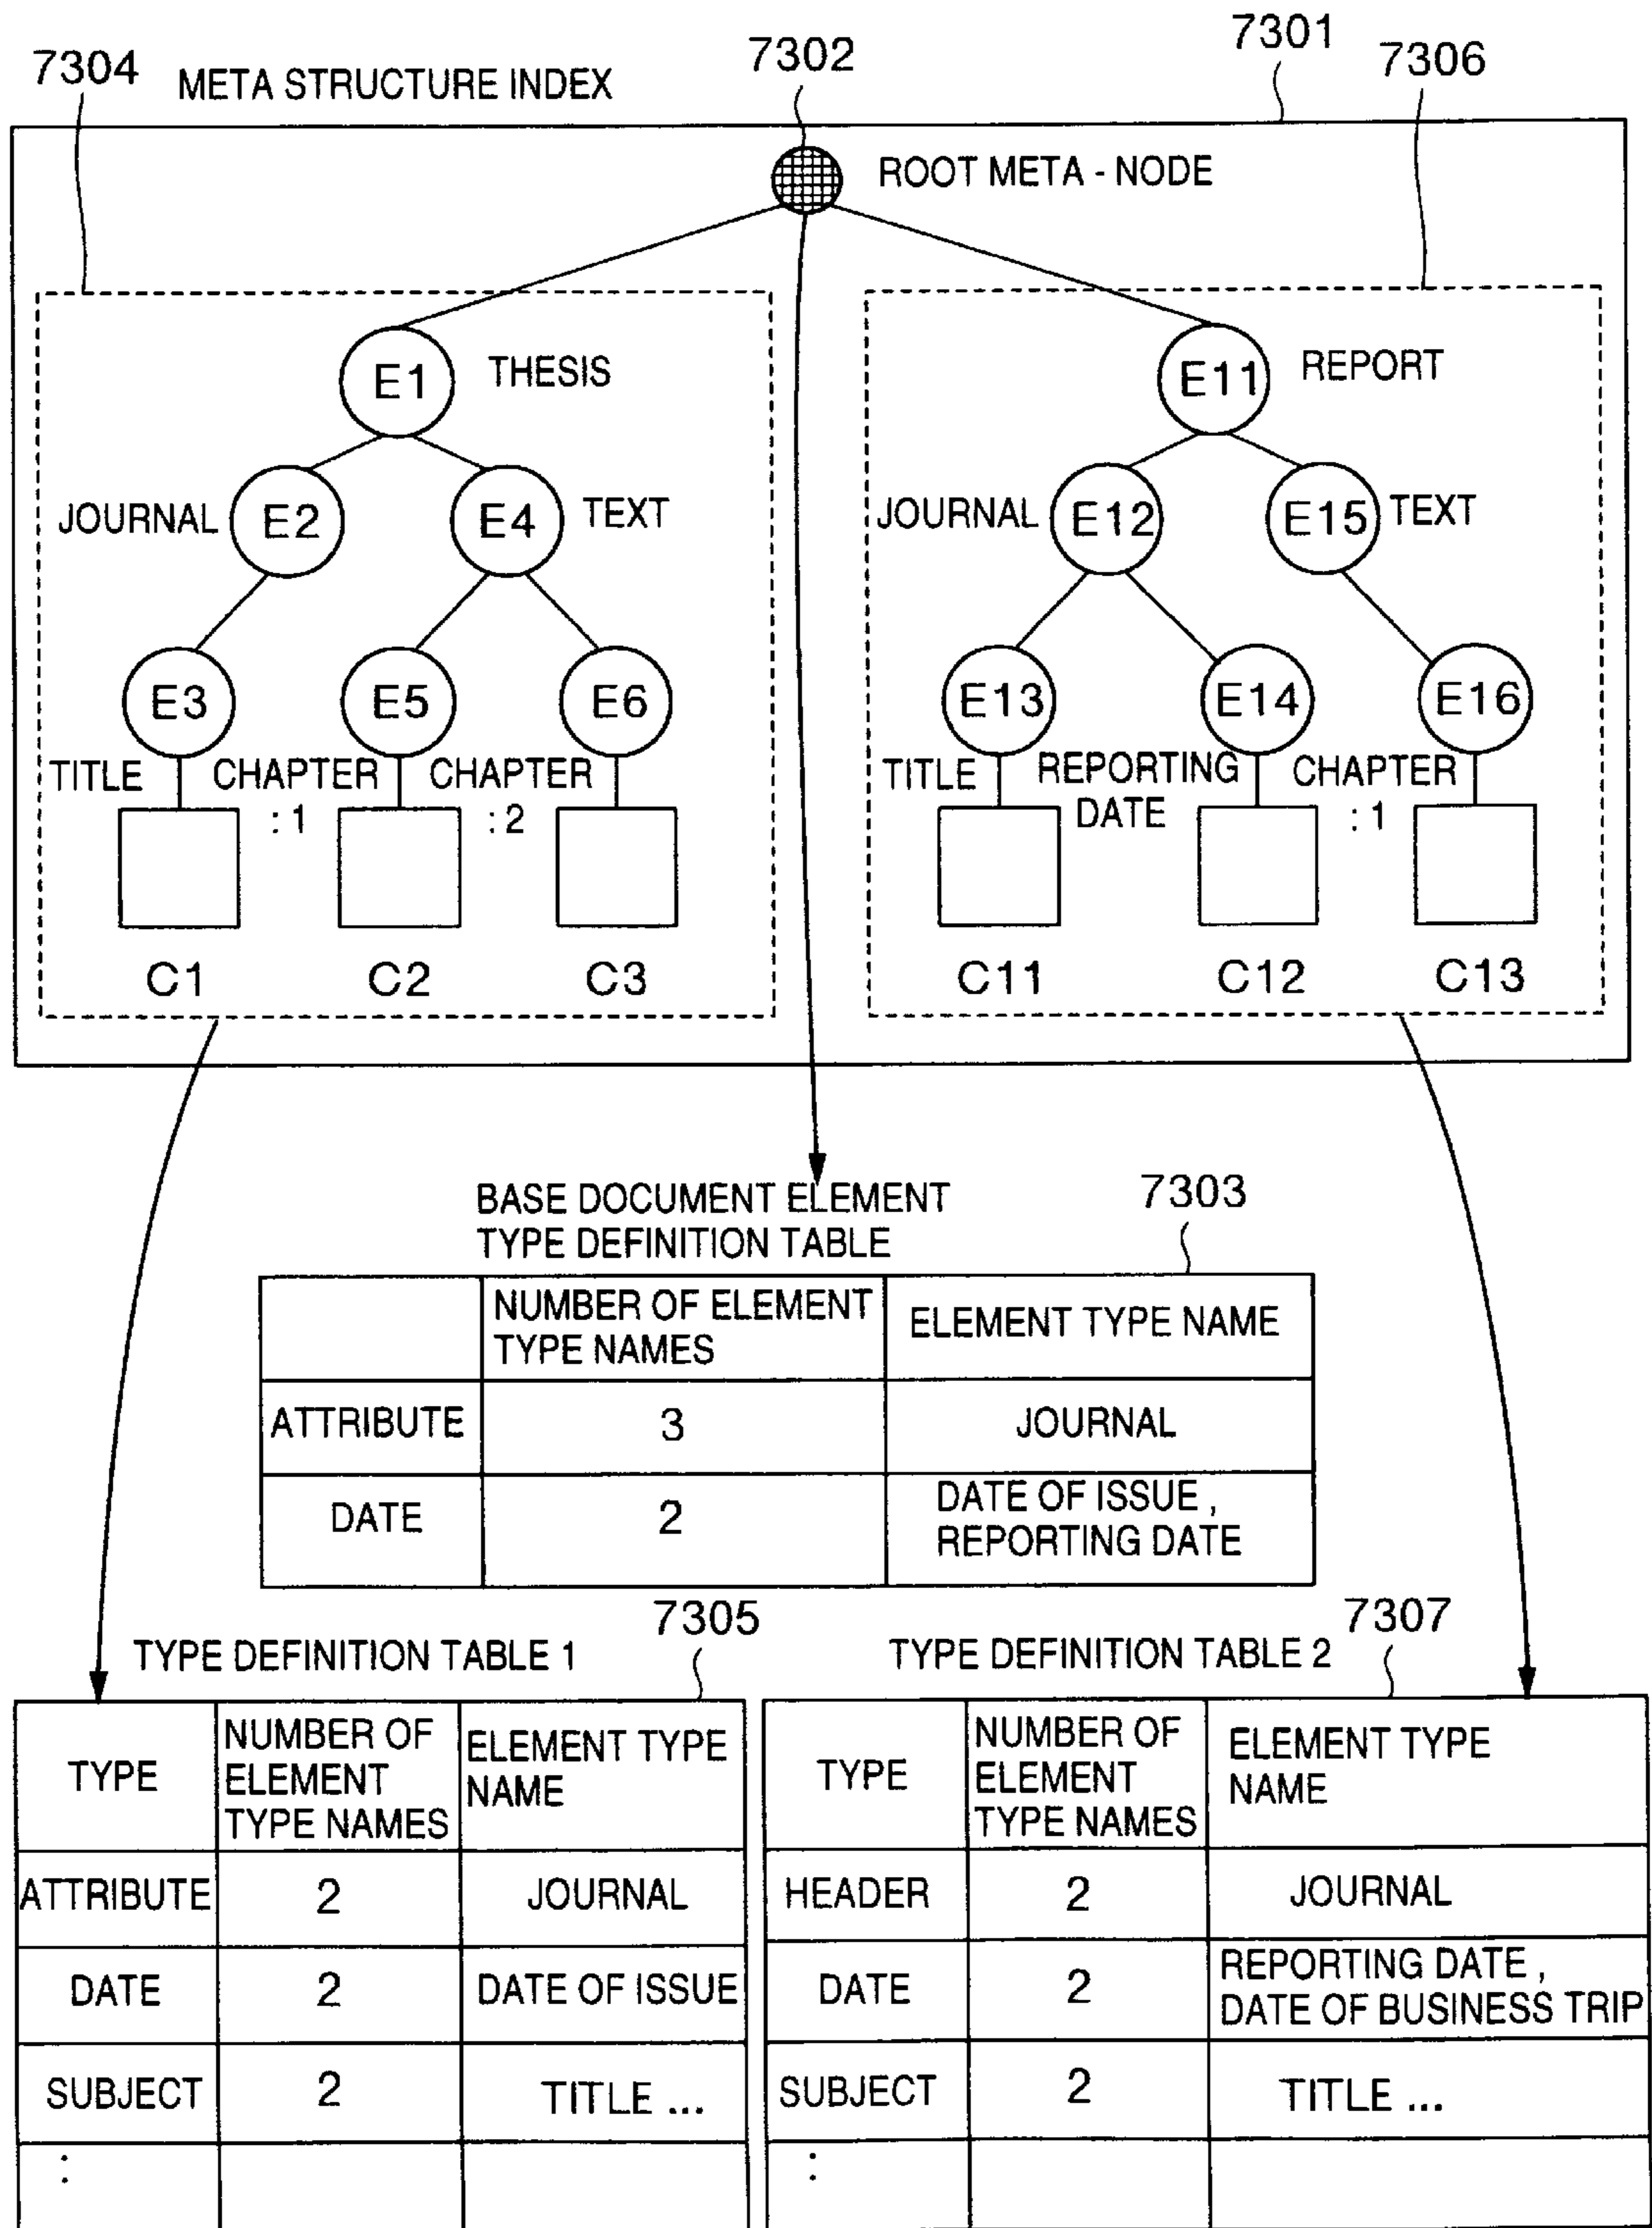 7304 META STRUCTURE INDEX 7302 7301 7306
ROOT META - NODE
E1 THESIS
E11 REPORT
JOURNAL E2 E4 TEXT
JOURNAL E12 E15 TEXT
E3 E5 E6
E13 E14 E16
TITLE CHAPTER : 1 CHAPTER : 2
TITLE REPORTING DATE CHAPTER : 1
C1 C2 C3
C11 C12 C13
BASE DOCUMENT ELEMENT
TYPE DEFINITION TABLE
7303
NUMBER OF ELEMENT
TYPE NAMES
ELEMENT TYPE NAME
ATTRIBUTE 3 JOURNAL
DATE 2 DATE OF ISSUE ,
REPORTING DATE
7305
TYPE DEFINITION TABLE 1
TYPE
NUMBER OF
ELEMENT
TYPE NAMES
ELEMENT TYPE
NAME
ATTRIBUTE 2 JOURNAL
DATE 2 DATE OF ISSUE
SUBJECT 2 TITLE ...
:
7307
TYPE DEFINITION TABLE 2
TYPE
NUMBER OF
ELEMENT
TYPE NAMES
ELEMENT TYPE
NAME
HEADER 2 JOURNAL
DATE 2 REPORTING DATE ,
DATE OF BUSINESS TRIP
SUBJECT 2 TITLE ...
: